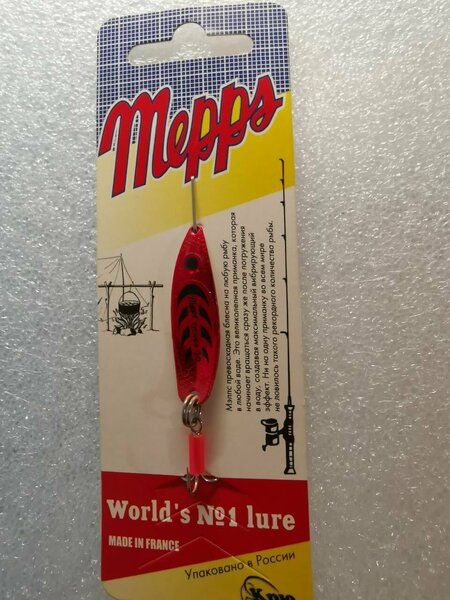 Mepps
Мэппс превосходная блесна на любую рыбу
в любой воде. Это великолепная приманка, которая
начинает вращаться сразу же после погружения
в воду, создавая максимальный вибрирующий
эффект. Ни на одну приманку во всем мире
не ловилось такого рекордного количества рыбы.
World's №1 lure
MADE IN FRANCE
Упаковано в России